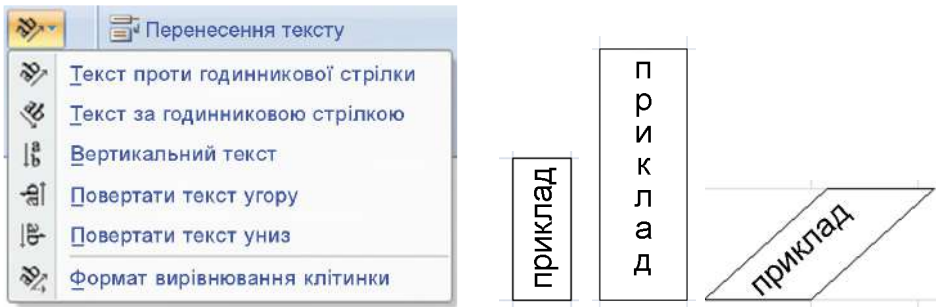 Перенесення тексту
Текст проти годинникової стрілки
Текст за годинниковою стрілкою
Вертикальний текст
Повертати текст угору
Повертати текст униз
Формат вирівнювання клітинки
приклад
приклад
приклад